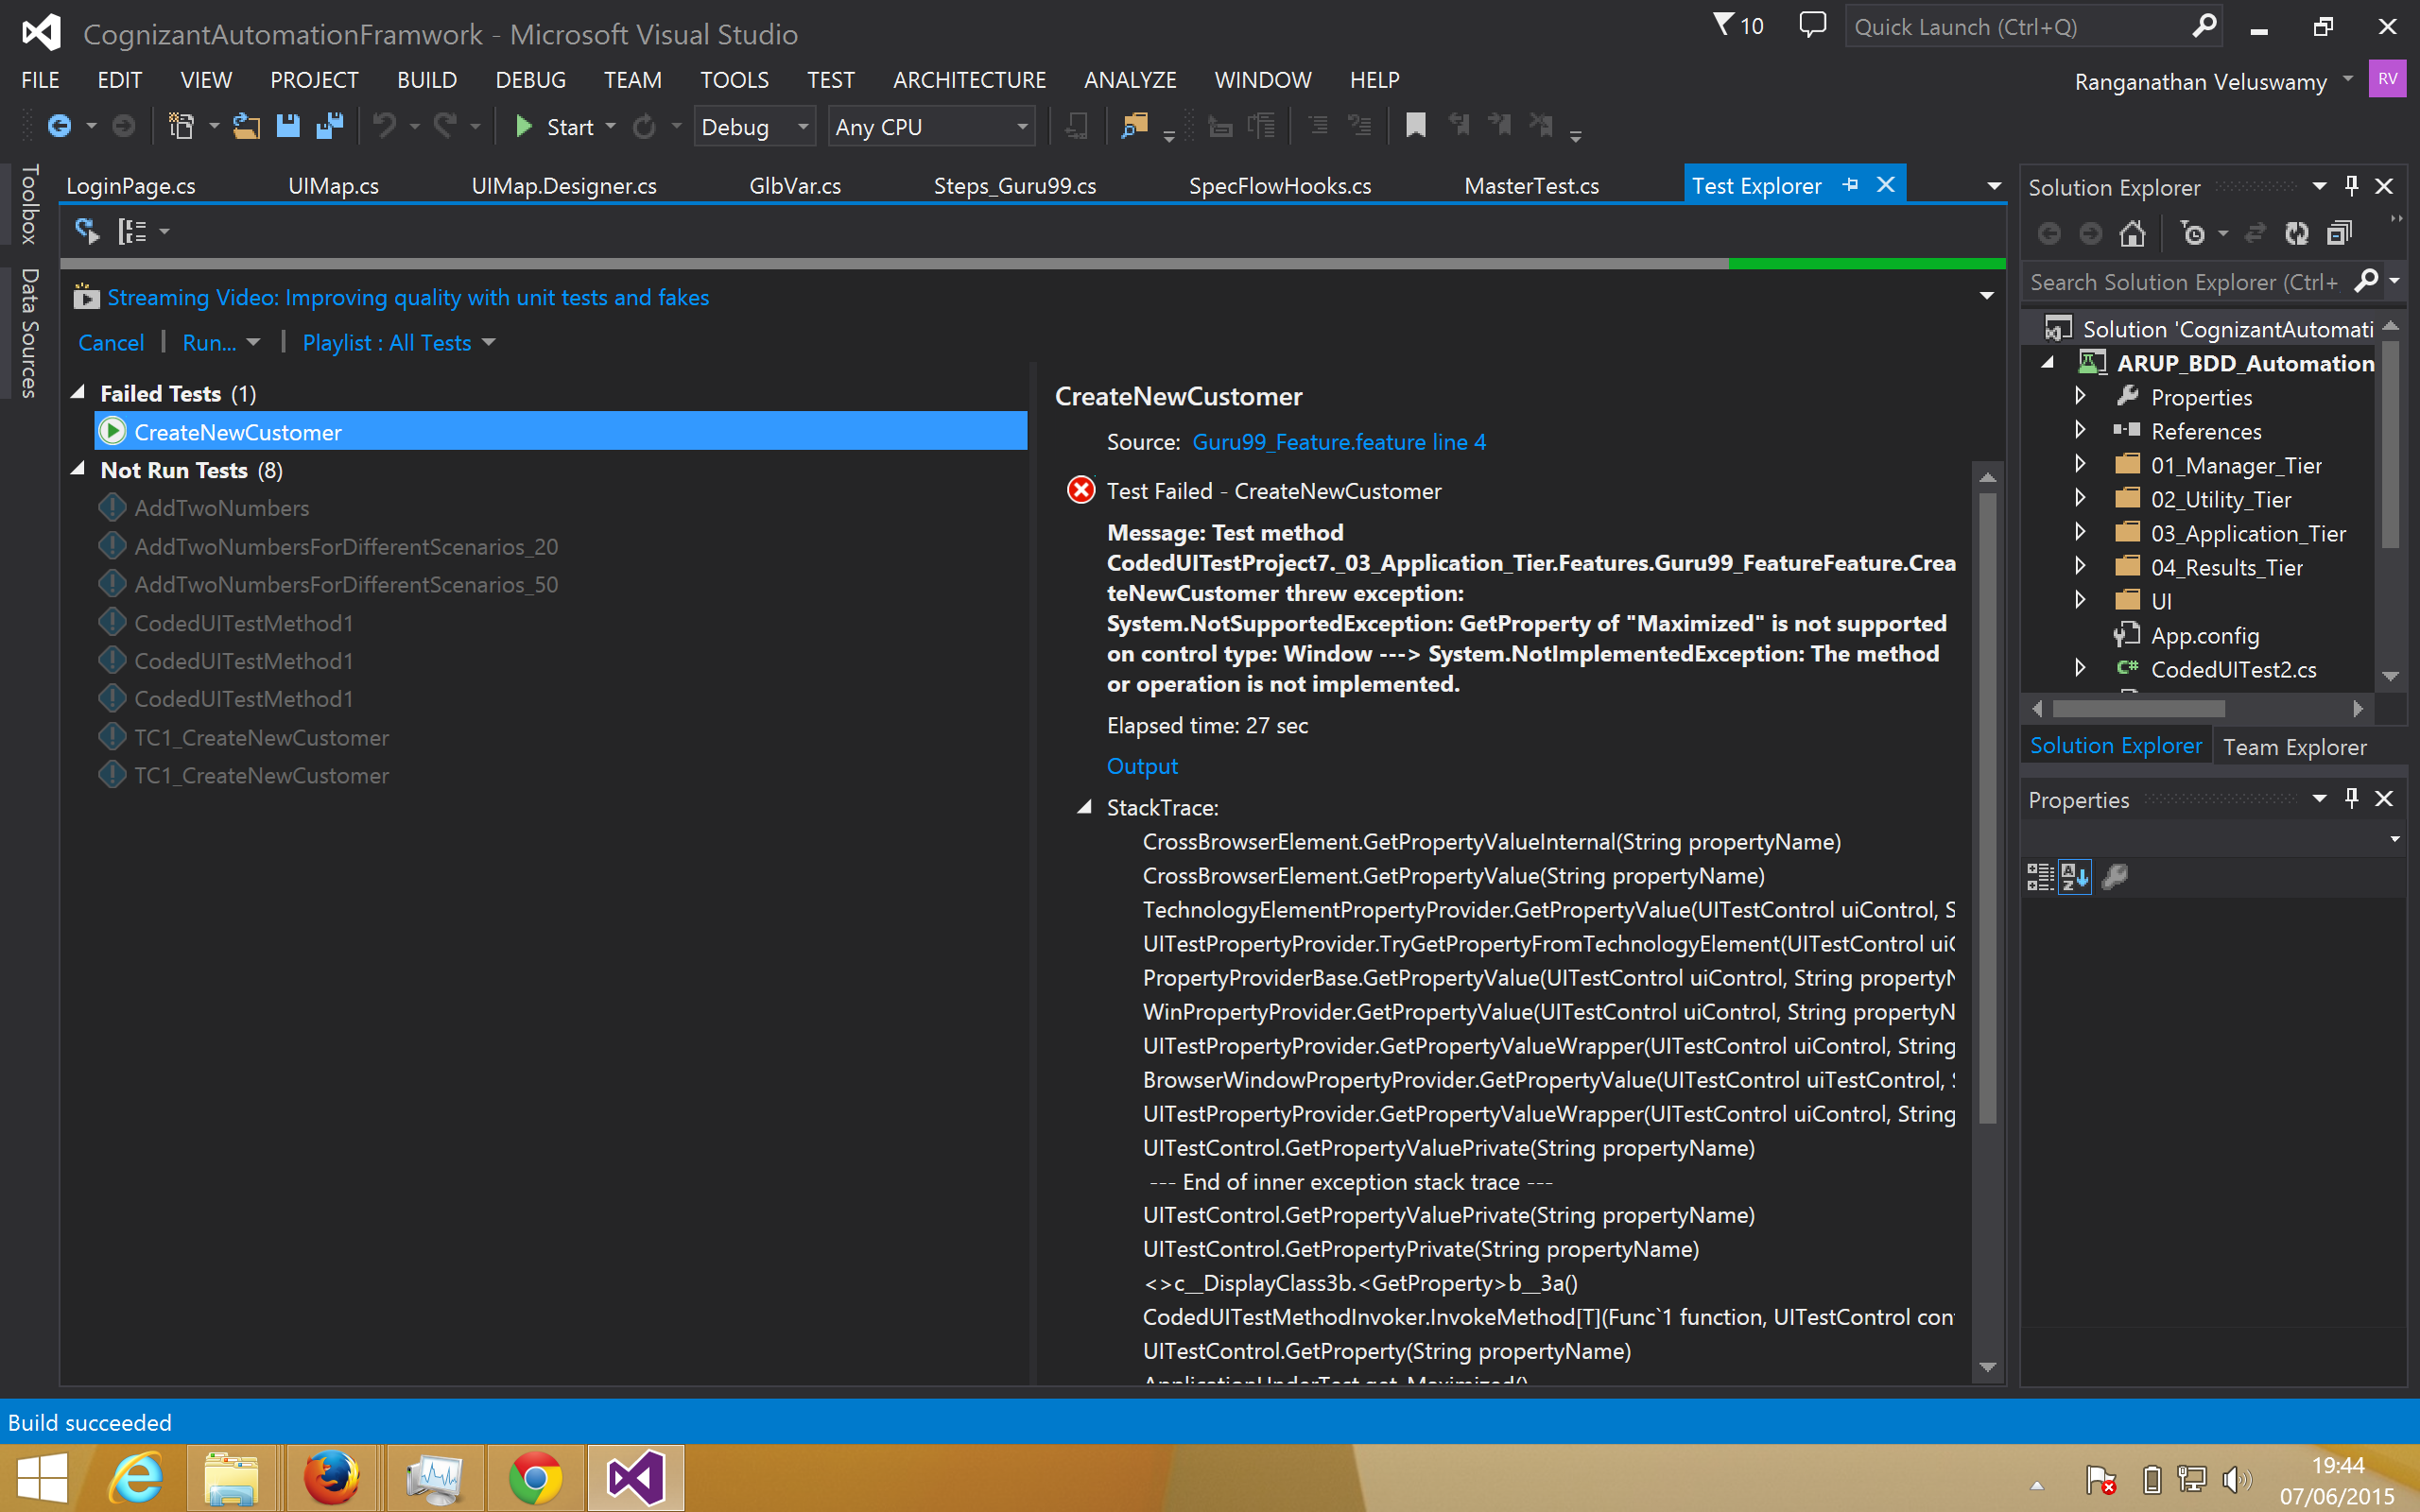 CognizantAutomationFramwork - Microsoft Visual Studio
10
Quick Launch (Ctrl+Q)
FILE EDIT VIEW PROJECT BUILD DEBUG TEAM TOOLS TEST ARCHITECTURE ANALYZE WINDOW HELP
Ranganathan Veluswamy RV
Start Debug Any CPU
Toolbox
Data Sources
LoginPage.cs UIMap.cs UIMap.Designer.cs GlbVar.cs Steps_Guru99.cs SpecFlowHooks.cs MasterTest.cs Test Explorer
Streaming Video: Improving quality with unit tests and fakes
Cancel | Run... | Playlist : All Tests
Failed Tests (1)
CreateNewCustomer
Not Run Tests (8)
AddTwoNumbers
AddTwoNumbersForDifferentScenarios_20
AddTwoNumbersForDifferentScenarios_50
CodedUITestMethod1
CodedUITestMethod1
CodedUITestMethod1
TC1_CreateNewCustomer
TC1_CreateNewCustomer
CreateNewCustomer
Source: Guru99_Feature.feature line 4
Test Failed - CreateNewCustomer
Message: Test method
CodedUITestProject7._03_Application_Tier.Features.Guru99_FeatureFeature.Crea
teNewCustomer threw exception:
System.NotSupportedException: GetProperty of "Maximized" is not supported
on control type: Window ---> System.NotImplementedException: The method
or operation is not implemented.
Elapsed time: 27 sec
Output
StackTrace:
CrossBrowserElement.GetPropertyValueInternal(String propertyName)
CrossBrowserElement.GetPropertyValue(String propertyName)
TechnologyElementPropertyProvider.GetPropertyValue(UITestControl uiControl, S
UITestPropertyProvider.TryGetPropertyFromTechnologyElement(UITestControl uiC
PropertyProviderBase.GetPropertyValue(UITestControl uiControl, String propertyN
WinPropertyProvider.GetPropertyValue(UITestControl uiControl, String propertyN
UITestPropertyProvider.GetPropertyValueWrapper(UITestControl uiControl, String
BrowserWindowPropertyProvider.GetPropertyValue(UITestControl uiTestControl, S
UITestPropertyProvider.GetPropertyValueWrapper(UITestControl uiControl, String
UITestControl.GetPropertyValuePrivate(String propertyName)
--- End of inner exception stack trace ---
UITestControl.GetPropertyValuePrivate(String propertyName)
UITestControl.GetPropertyPrivate(String propertyName)
<>c__DisplayClass3b.<GetProperty>b__3a()
CodedUITestMethodInvoker.InvokeMethod[T](Func`1 function, UITestControl con
UITestControl.GetProperty(String propertyName)
ApplicationUnderTest.get_Maximized()
Solution Explorer
Search Solution Explorer (Ctrl+
Solution 'CognizantAutomati
ARUP_BDD_Automation
Properties
References
01_Manager_Tier
02_Utility_Tier
03_Application_Tier
04_Results_Tier
UI
App.config
C# CodedUITest2.cs
Solution Explorer Team Explorer
Properties
Build succeeded
19:44
07/06/2015